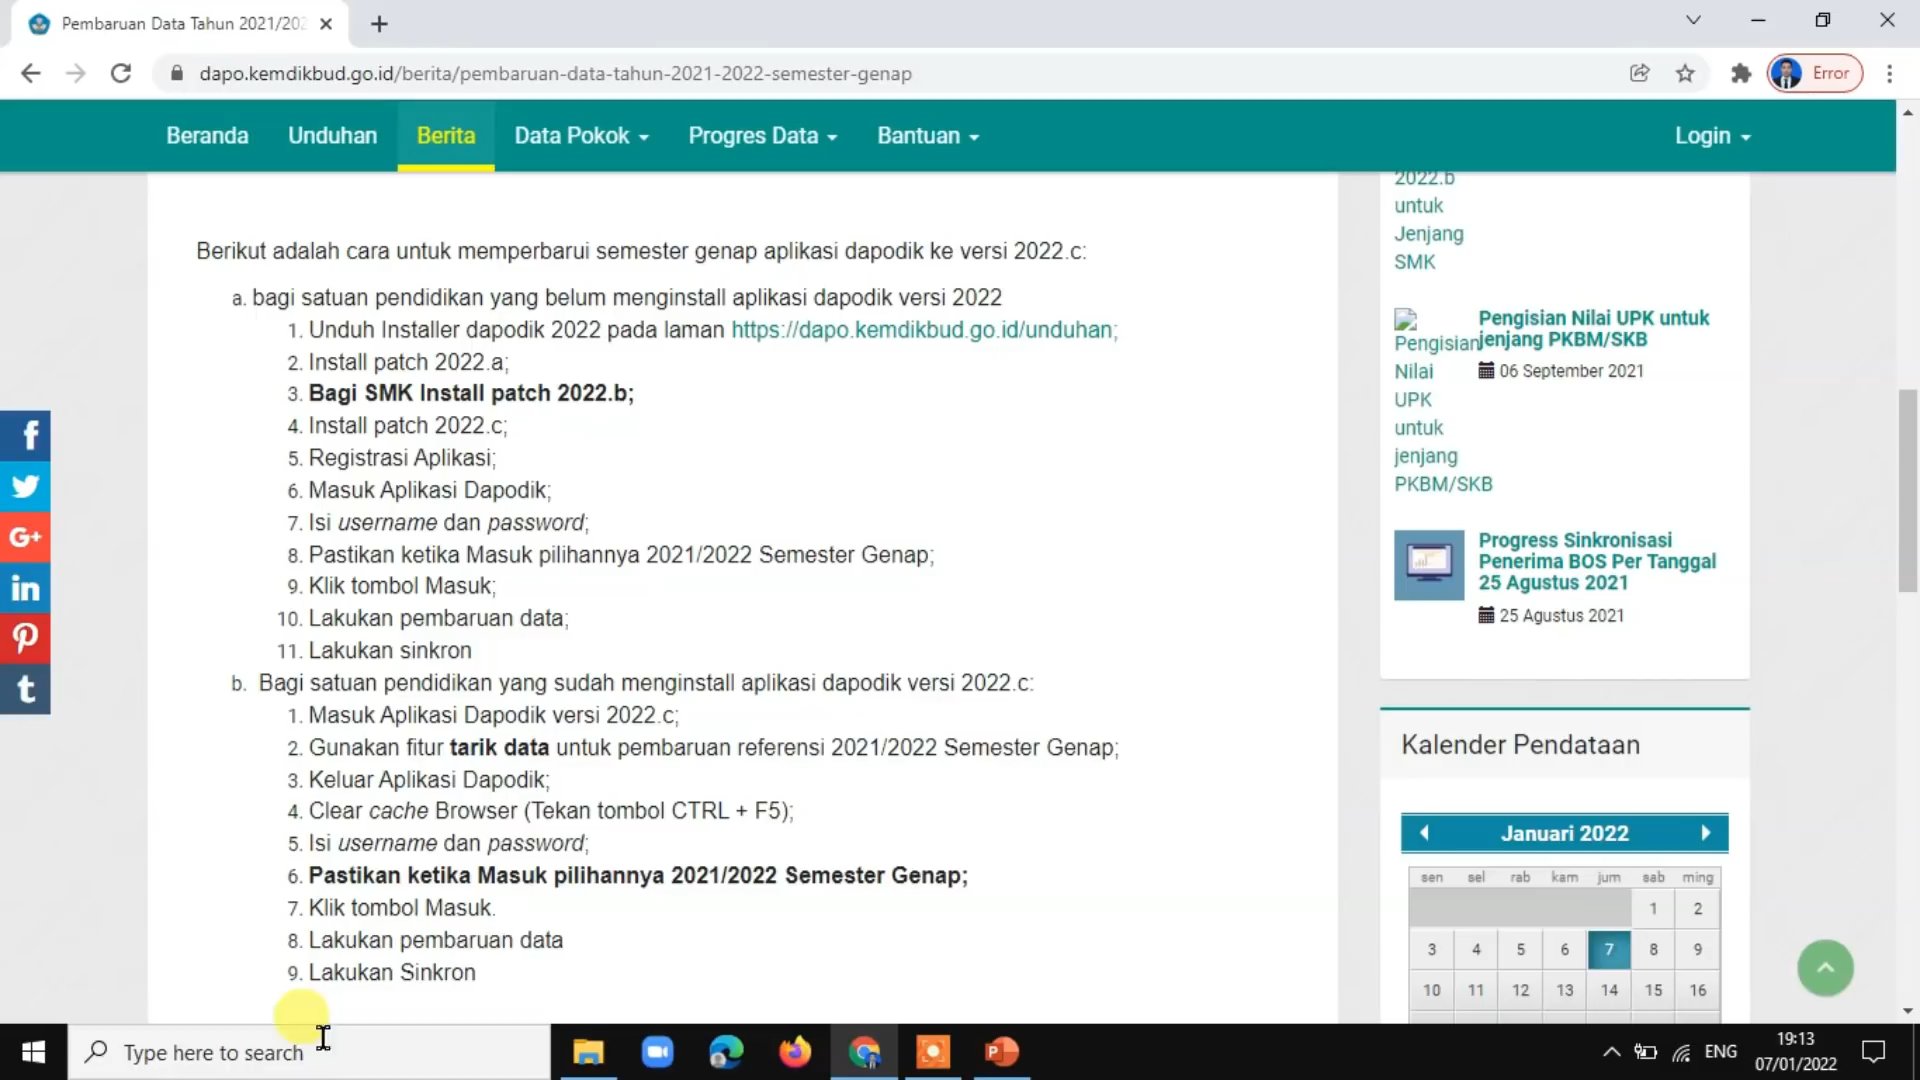 Pembaruan Data Tahun 2021/202
dapo.kemdikbud.go.id/berita/pembaruan-data-tahun-2021-2022-semester-genap
Error
Beranda
Unduhan
Berita
Data Pokok
Progres Data
Bantuan
Login
Berikut adalah cara untuk memperbarui semester genap aplikasi dapodik ke versi 2022.c:
a. bagi satuan pendidikan yang belum menginstall aplikasi dapodik versi 2022
1. Unduh Installer dapodik 2022 pada laman https://dapo.kemdikbud.go.id/unduhan;
2. Install patch 2022.a;
3. Bagi SMK Install patch 2022.b;
4. Install patch 2022.c;
5. Registrasi Aplikasi;
6. Masuk Aplikasi Dapodik;
7. Isi username dan password;
8. Pastikan ketika Masuk pilihannya 2021/2022 Semester Genap;
9. Klik tombol Masuk;
10. Lakukan pembaruan data;
11. Lakukan sinkron
b. Bagi satuan pendidikan yang sudah menginstall aplikasi dapodik versi 2022.c:
1. Masuk Aplikasi Dapodik versi 2022.c;
2. Gunakan fitur tarik data untuk pembaruan referensi 2021/2022 Semester Genap;
3. Keluar Aplikasi Dapodik;
4. Clear cache Browser (Tekan tombol CTRL + F5);
5. Isi username dan password;
6. Pastikan ketika Masuk pilihannya 2021/2022 Semester Genap;
7. Klik tombol Masuk.
8. Lakukan pembaruan data
9. Lakukan Sinkron
2022.b
untuk
Jenjang
SMK
Pengisian
Nilai
UPK
untuk
jenjang
PKBM/SKB
Pengisian Nilai UPK untuk
jenjang PKBM/SKB
06 September 2021
Progress Sinkronisasi
Penerima BOS Per Tanggal
25 Agustus 2021
25 Agustus 2021
Kalender Pendataan
Januari 2022
sen sel rab kam jum sab ming
1 2
3 4 5 6 7 8 9
10 11 12 13 14 15 16
f
G+
in
t
Type here to search
P
ENG
19:13
07/01/2022